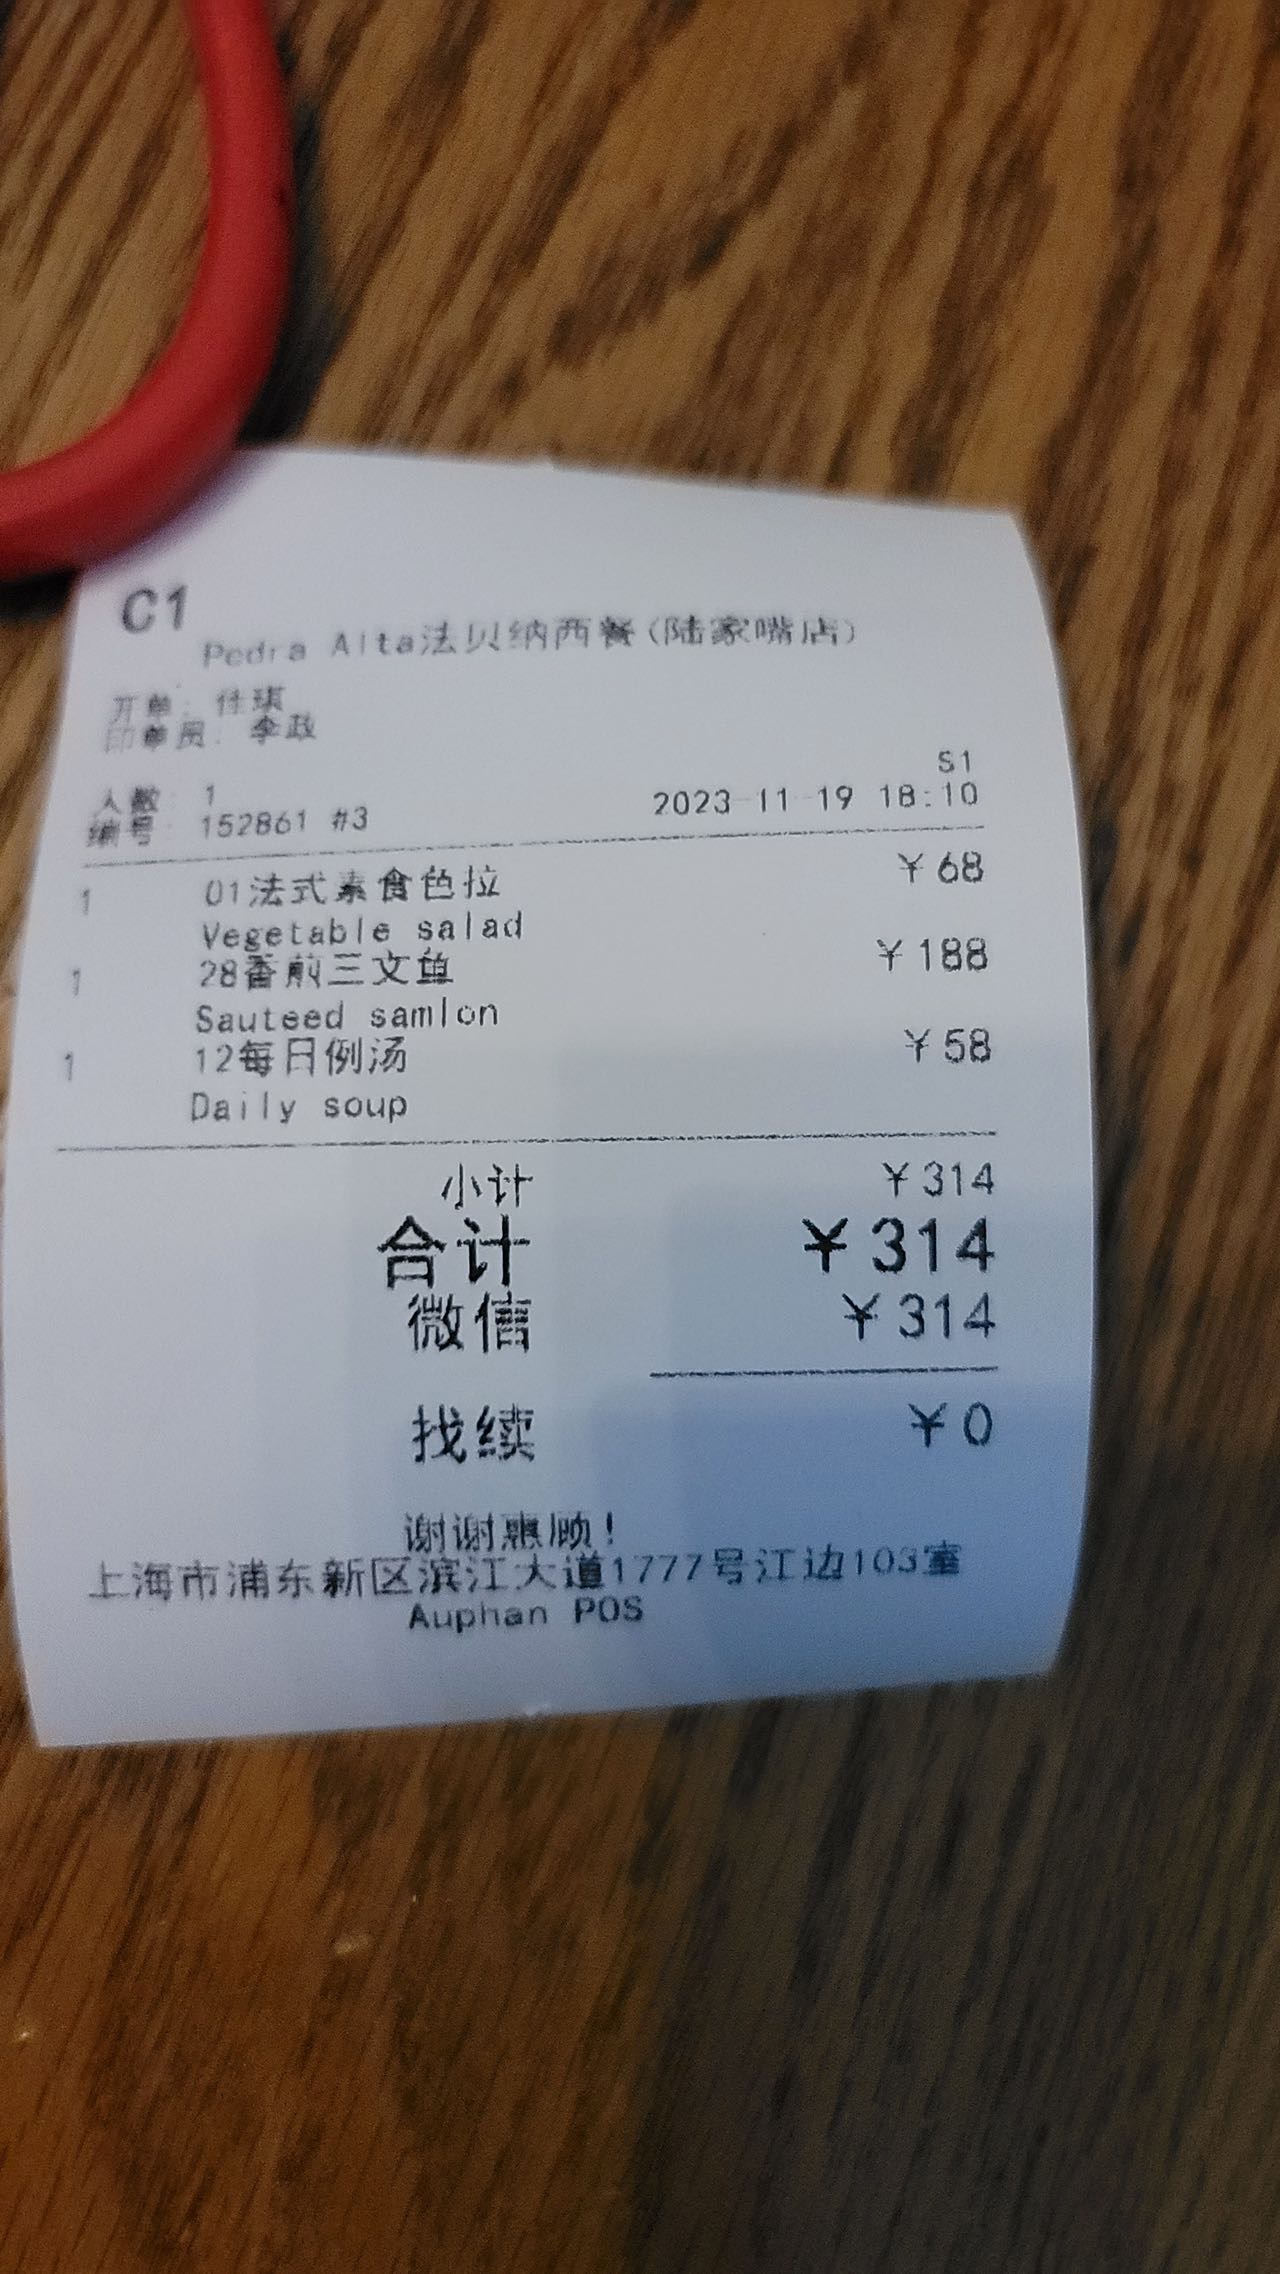 C1
Pedra Alta法贝纳西餐(陆家嘴店)
开单: 佳琪
印单员: 李政
S1
人数: 1
编号: 152861 #3 2023-11-19 18:10
1 01法式素食色拉 ¥68
Vegetable salad
1 28香煎三文鱼 ¥188
Sauteed samlon
1 12每日例汤 ¥58
Daily soup
小计 ¥314
合计 ¥314
微信 ¥314
找续 ¥0
谢谢惠顾!
上海市浦东新区滨江大道1777号江边103室
Auphan POS